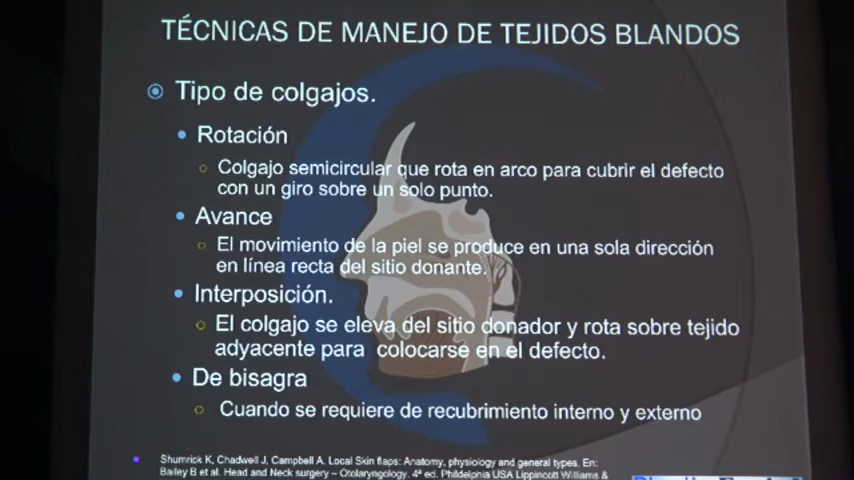 TÉCNICAS DE MANEJO DE TEJIDOS BLANDOS
Tipo de colgajos.
Rotación
Colgajo semicircular que rota en arco para cubrir el defecto
con un giro sobre un solo punto.
Avance
El movimiento de la piel se produce en una sola dirección
en línea recta del sitio donante.
Interposición.
El colgajo se eleva del sitio donador y rota sobre tejido
adyacente para colocarse en el defecto.
De bisagra
Cuando se requiere de recubrimiento interno y externo
Shumrick K, Chadwell J, Campbell A. Local Skin flaps: Anatomy, physiology and general types. En:
Bailey B et al. Head and Neck surgery – Otolaryngology. 4ª ed. Phildelphia USA Lippincott Williams &